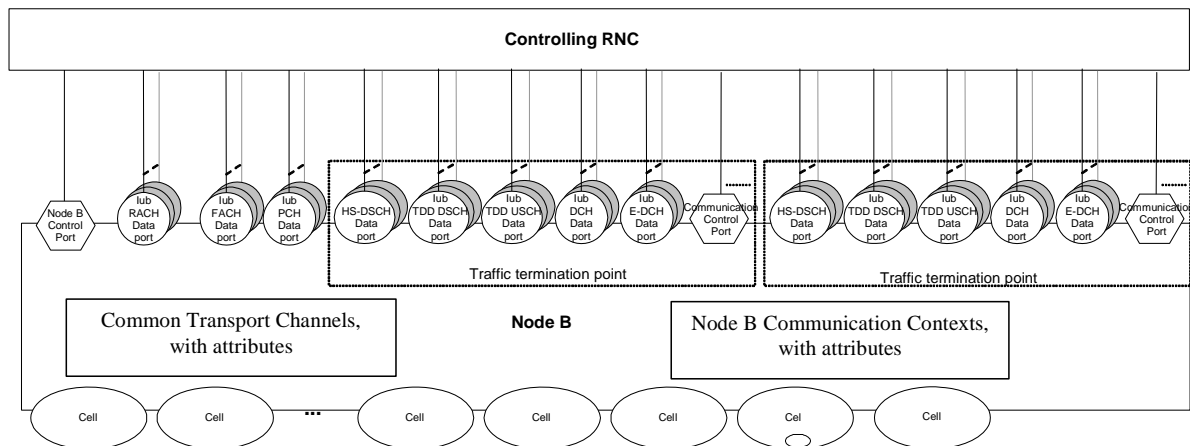 Controlling RNC
Node B
Control
Port
Iub
RACH
Data
port
Iub
FACH
Data
port
Iub
PCH
Data
port
HS-DSCH
Data
port
Iub
TDD DSCH
Data
port
Iub
TDD USCH
Data
port
Iub
DCH
Data
port
Iub
E-DCH
Data
port
Communication
Control
Port
HS-DSCH
Data
port
Iub
TDD DSCH
Data
port
Iub
TDD USCH
Data
port
Iub
DCH
Data
port
Iub
E-DCH
Data
port
Communication
Control
Port
Traffic termination point
Traffic termination point
Common Transport Channels,
with attributes
Node B
Node B Communication Contexts,
with attributes
Cell
Cell
...
Cell
Cell
Cell
Cel
Cell